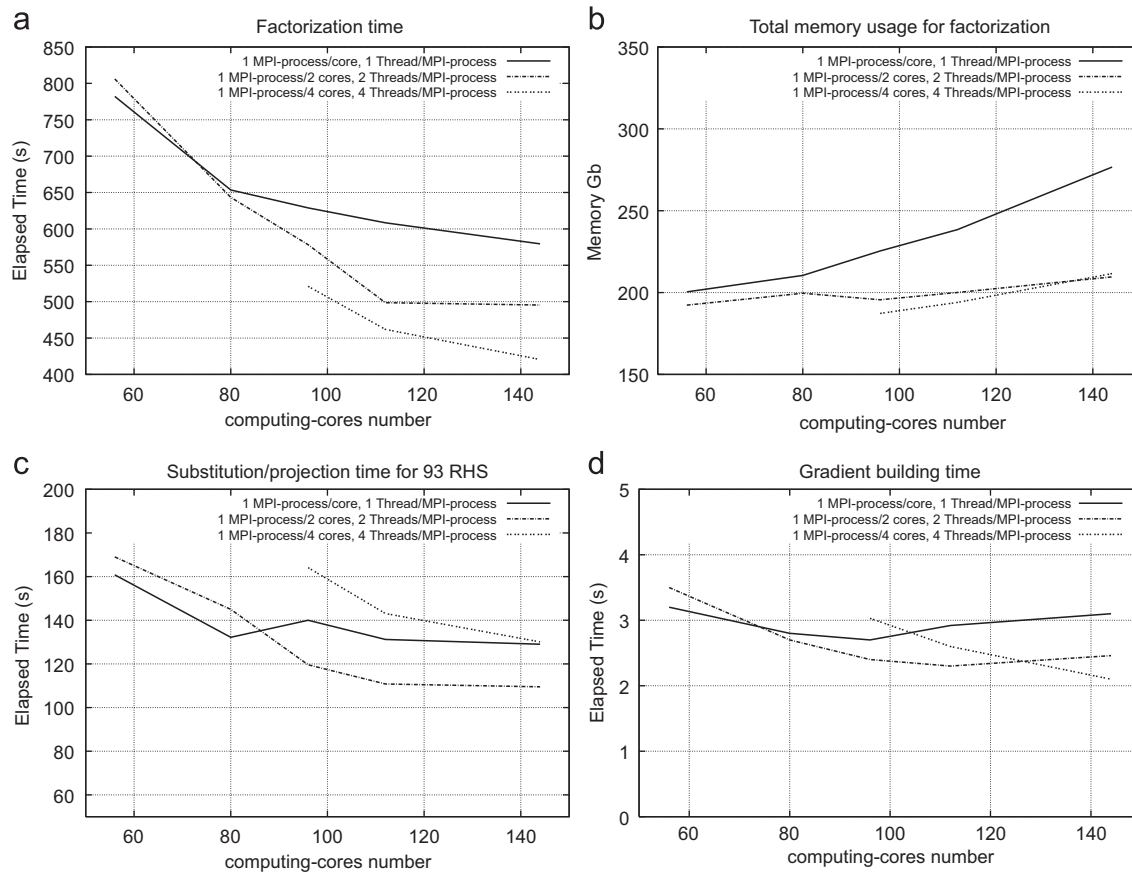 a
Factorization time
850
800
750
700
650
600
550
500
450
400
Elapsed Time (s)
1 MPI-process/core, 1 Thread/MPI-process
1 MPI-process/2 cores, 2 Threads/MPI-process
1 MPI-process/4 cores, 4 Threads/MPI-process
60 80 100 120 140
computing-cores number
b
Total memory usage for factorization
350
300
250
200
150
Memory Gb
1 MPI-process/core, 1 Thread/MPI-process
1 MPI-process/2 cores, 2 Threads/MPI-process
1 MPI-process/4 cores, 4 Threads/MPI-process
60 80 100 120 140
computing-cores number
c
Substitution/projection time for 93 RHS
200
180
160
140
120
100
80
60
Elapsed Time (s)
1 MPI-process/core, 1 Thread/MPI-process
1 MPI-process/2 cores, 2 Threads/MPI-process
1 MPI-process/4 cores, 4 Threads/MPI-process
60 80 100 120 140
computing-cores number
d
Gradient building time
5
4
3
2
1
0
Elapsed Time (s)
1 MPI-process/core, 1 Thread/MPI-process
1 MPI-process/2 cores, 2 Threads/MPI-process
1 MPI-process/4 cores, 4 Threads/MPI-process
60 80 100 120 140
computing-cores number